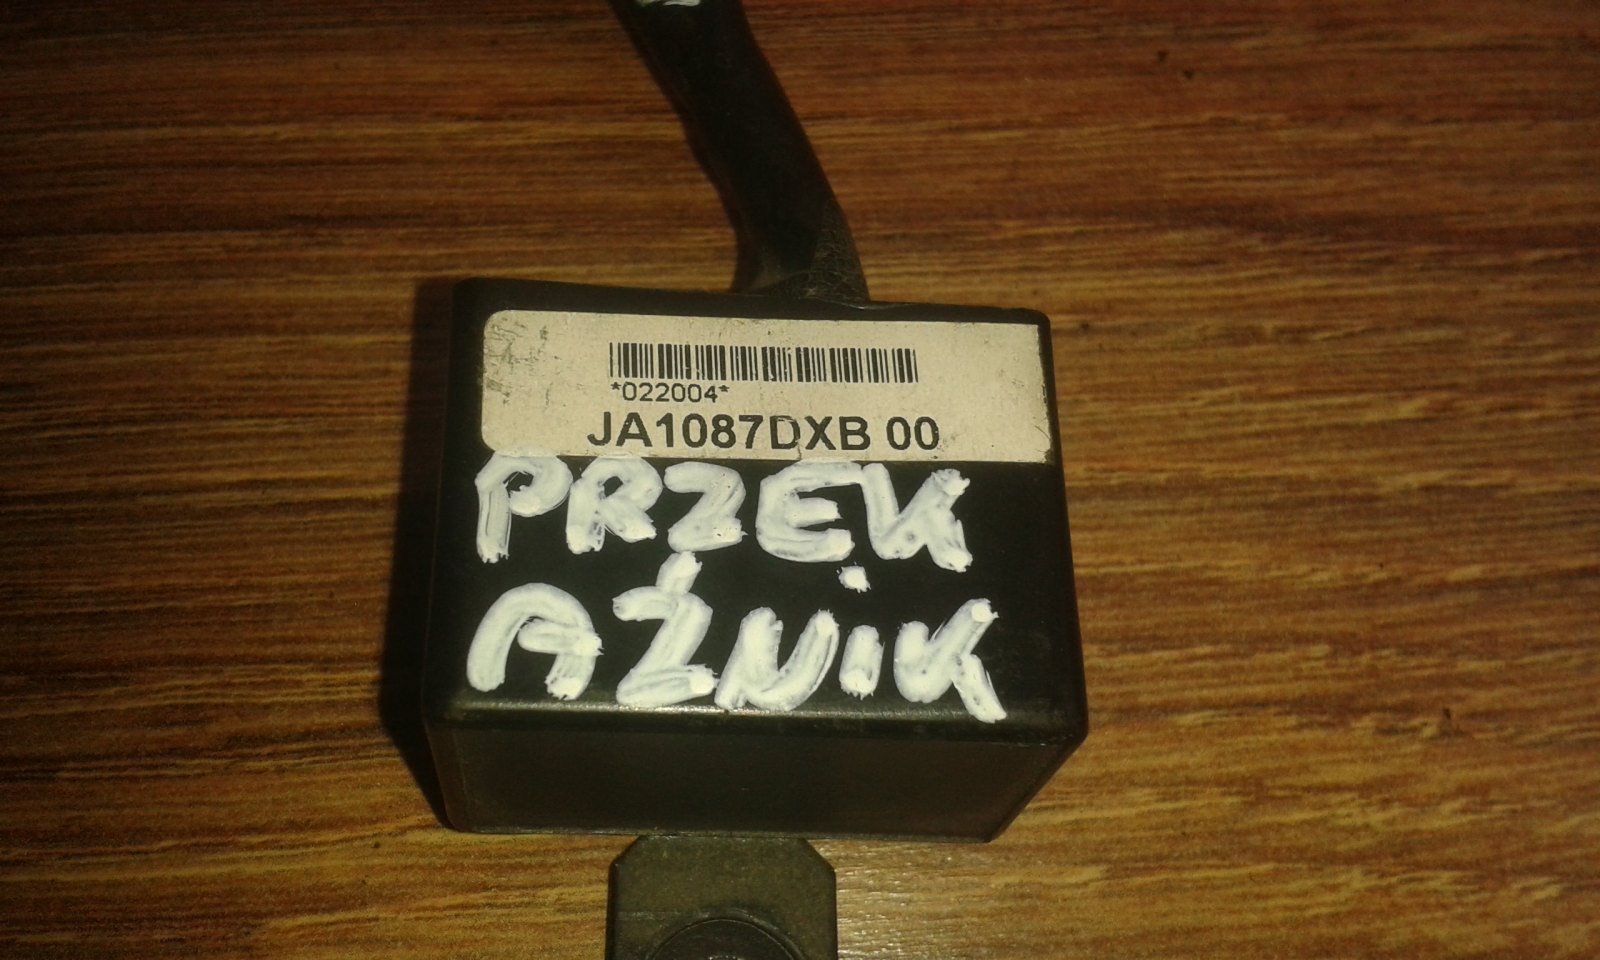 *022004*
JA1087DXB 00
PRZEK
AŹNIK